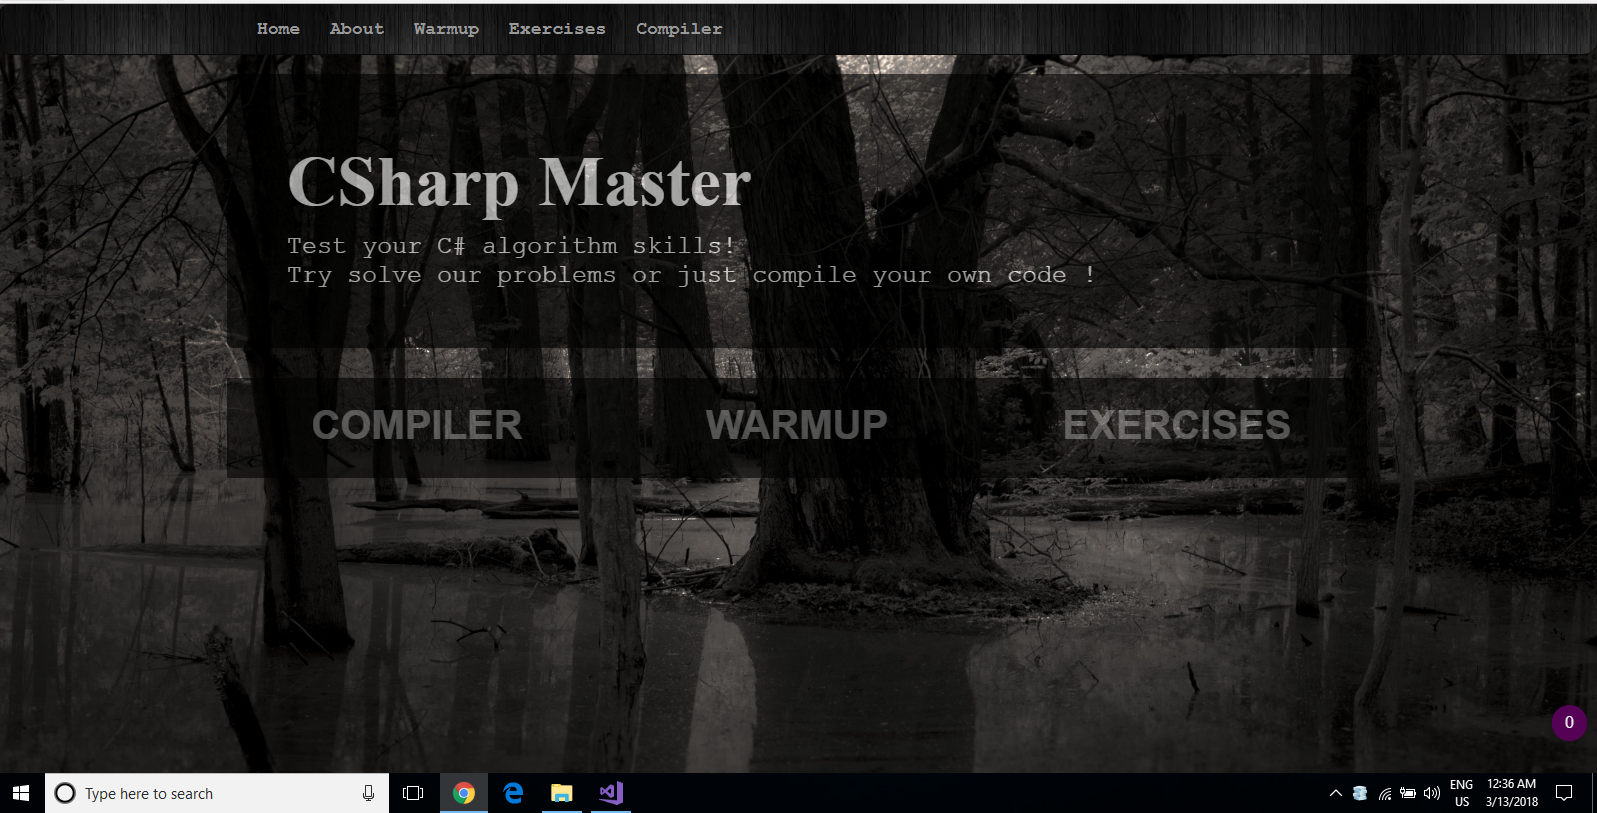 Home About Warmup Exercises Compiler
CSharp Master
Test your C# algorithm skills!
Try solve our problems or just compile your own code !
COMPILER WARMUP EXERCISES
0
Type here to search
ENG
US
12:36 AM
3/13/2018